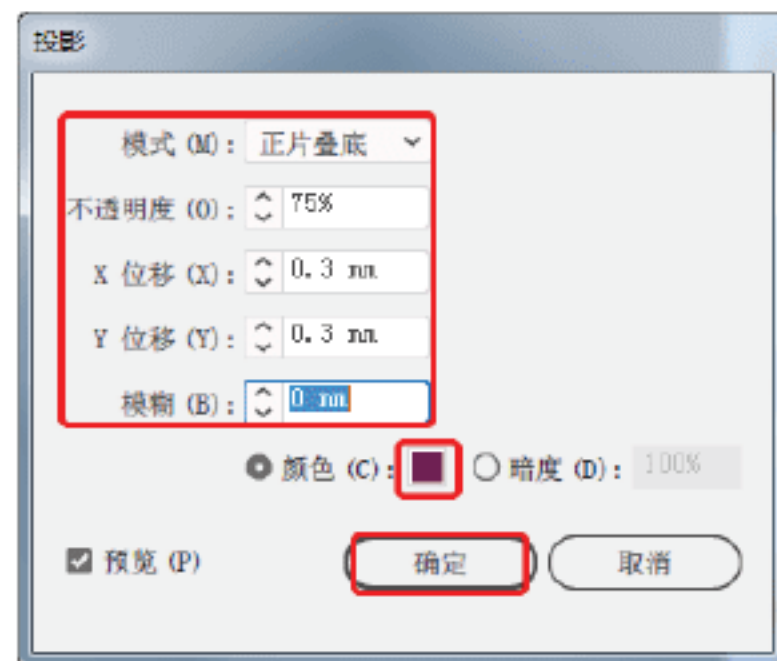 投影
模式 (M): 正片叠底
不透明度 (O): 75%
X 位移 (X): 0.3 mm
Y 位移 (Y): 0.3 mm
模糊 (B): 0 mm
颜色 (C): 暗度 (D): 100%
预览 (P) 确定 取消